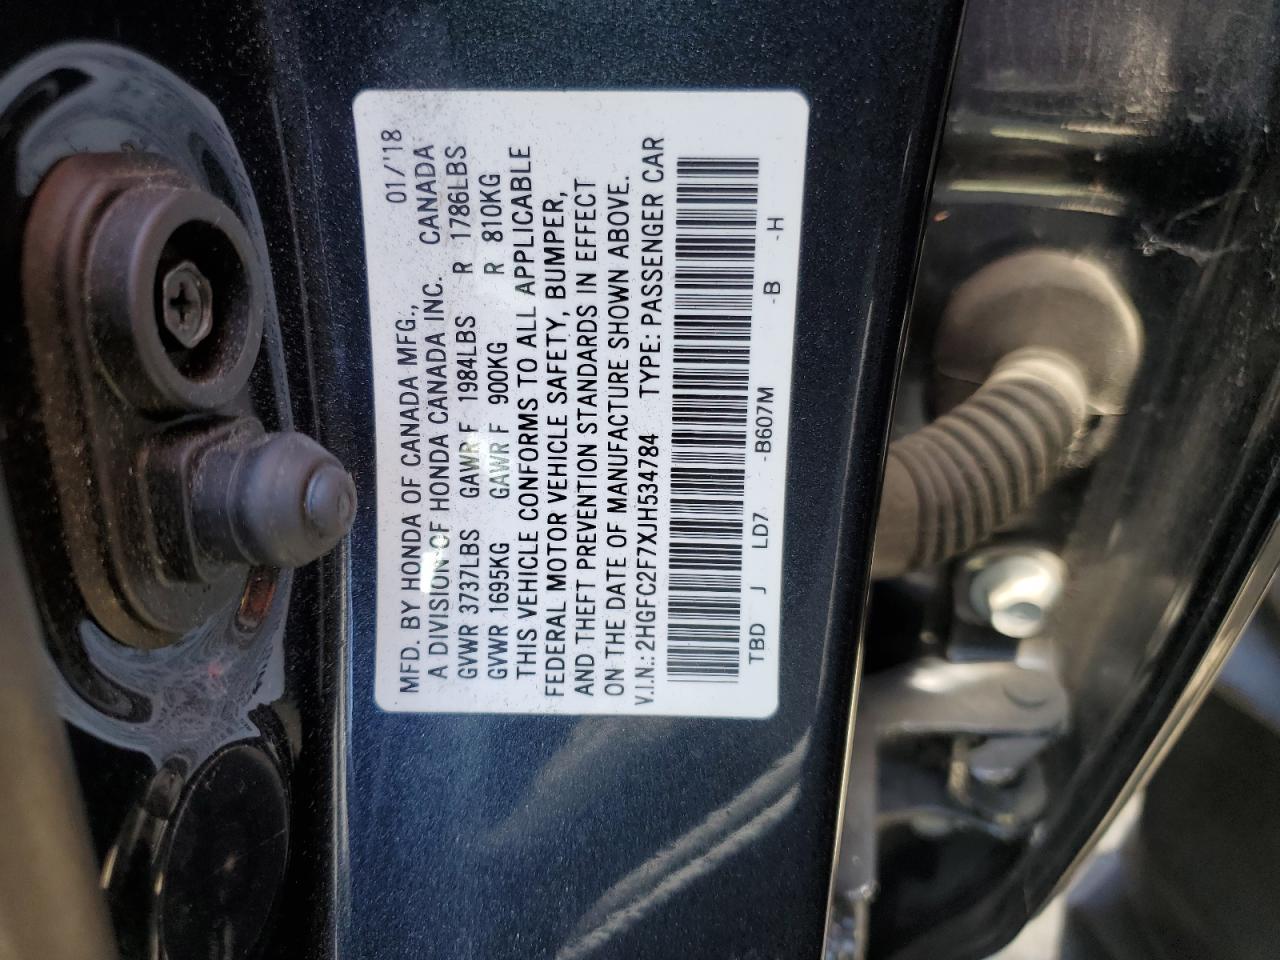 MFD. BY HONDA OF CANADA MFG., 01/'18
A DIVISION OF HONDA CANADA INC. CANADA
GVWR 3737LBS GAWR F 1984LBS R 1786LBS
GVWR 1695KG GAWR F 900KG R 810KG
THIS VEHICLE CONFORMS TO ALL APPLICABLE
FEDERAL MOTOR VEHICLE SAFETY, BUMPER,
AND THEFT PREVENTION STANDARDS IN EFFECT
ON THE DATE OF MANUFACTURE SHOWN ABOVE.
V.I.N.: 2HGFC2F7XJH534784 TYPE: PASSENGER CAR
TBD J LD7 -B607M -B -H